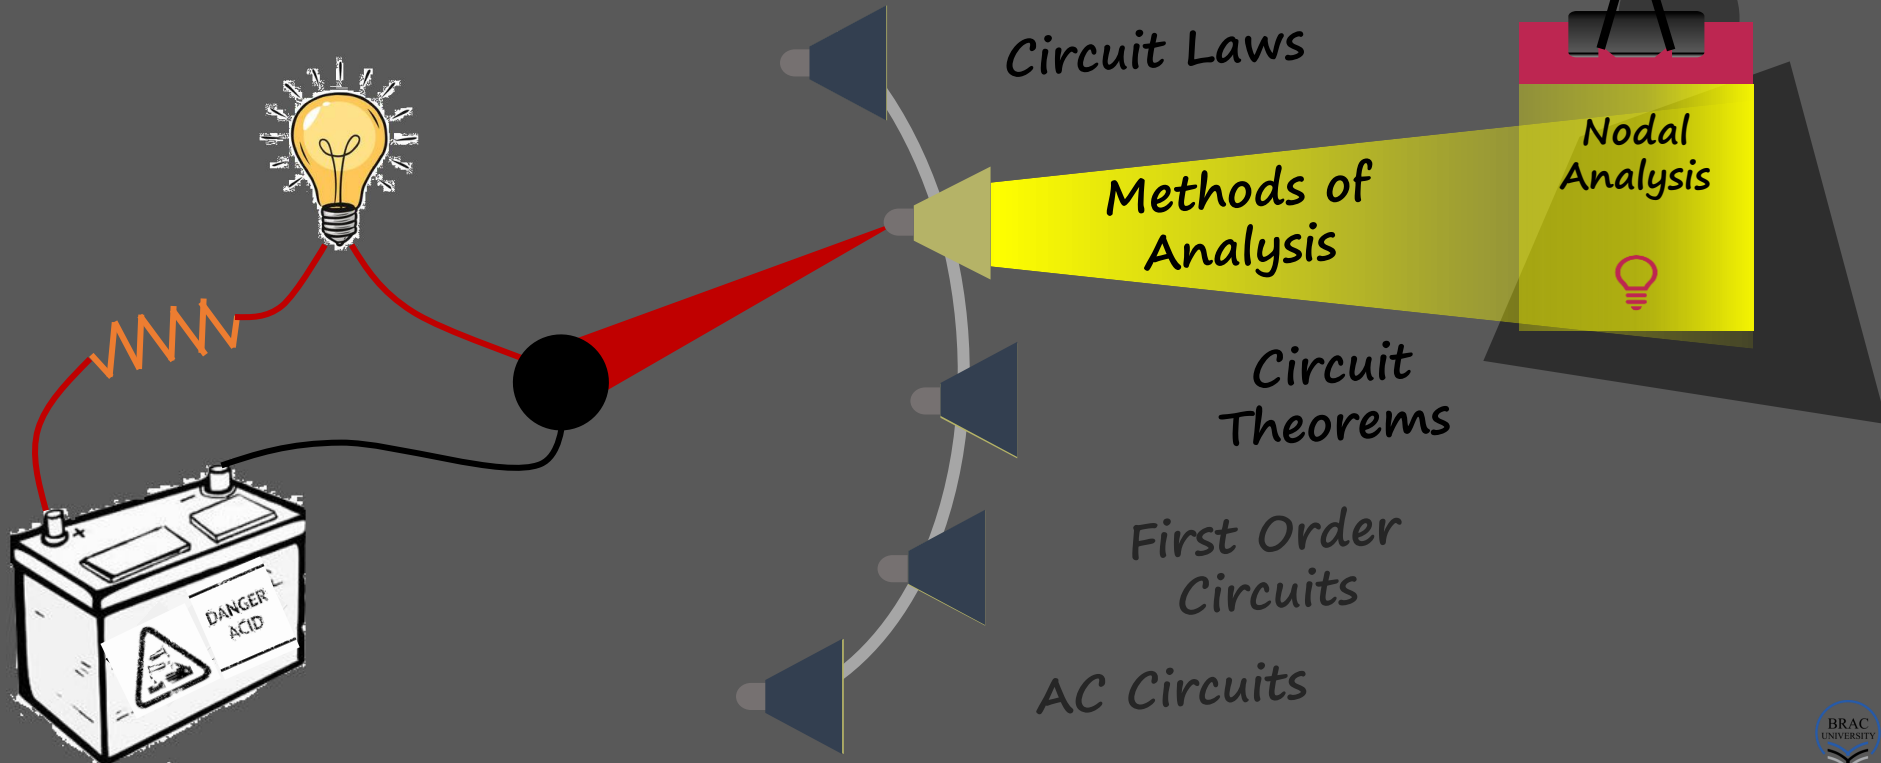 Circuit Laws
Methods of
Analysis
Nodal
Analysis
Circuit
Theorems
First Order
Circuits
AC Circuits
+
DANGER
ACID
BRAC
UNIVERSITY